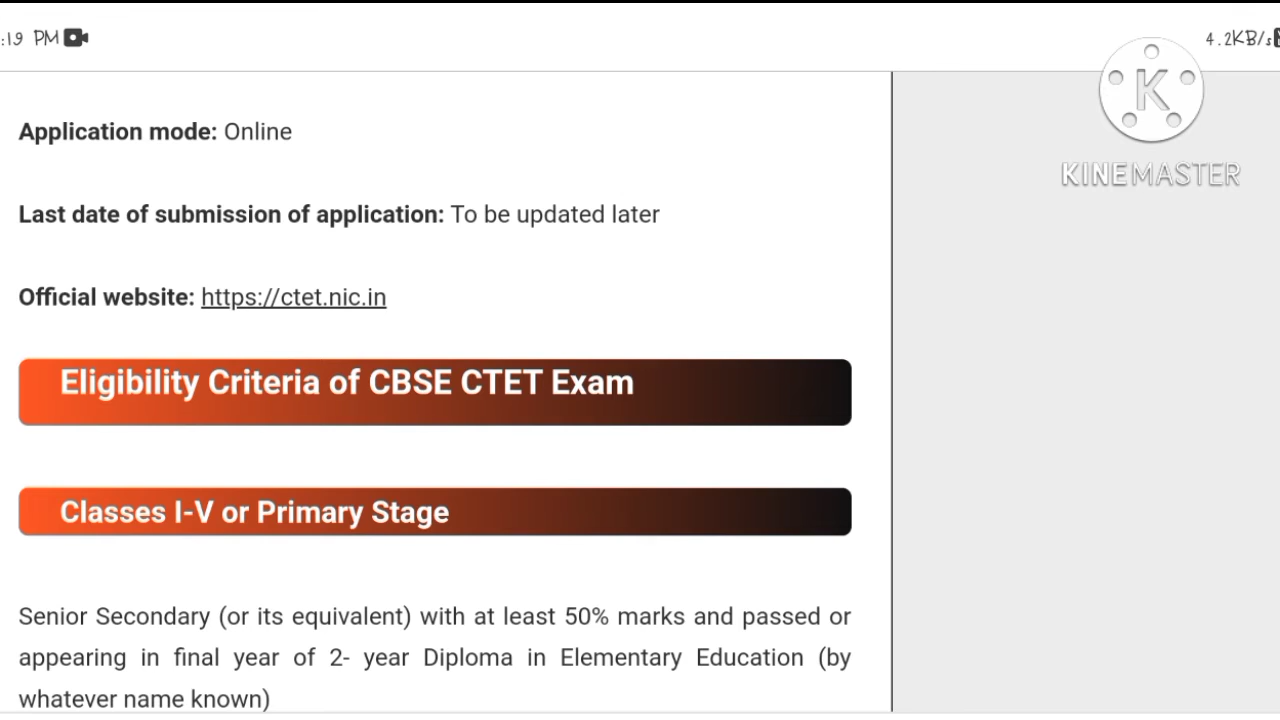 :19 PM
4.2KB/s
K
KINEMASTER
Application mode: Online
Last date of submission of application: To be updated later
Official website: https://ctet.nic.in
Eligibility Criteria of CBSE CTET Exam
Classes I-V or Primary Stage
Senior Secondary (or its equivalent) with at least 50% marks and passed or
appearing in final year of 2- year Diploma in Elementary Education (by
whatever name known)